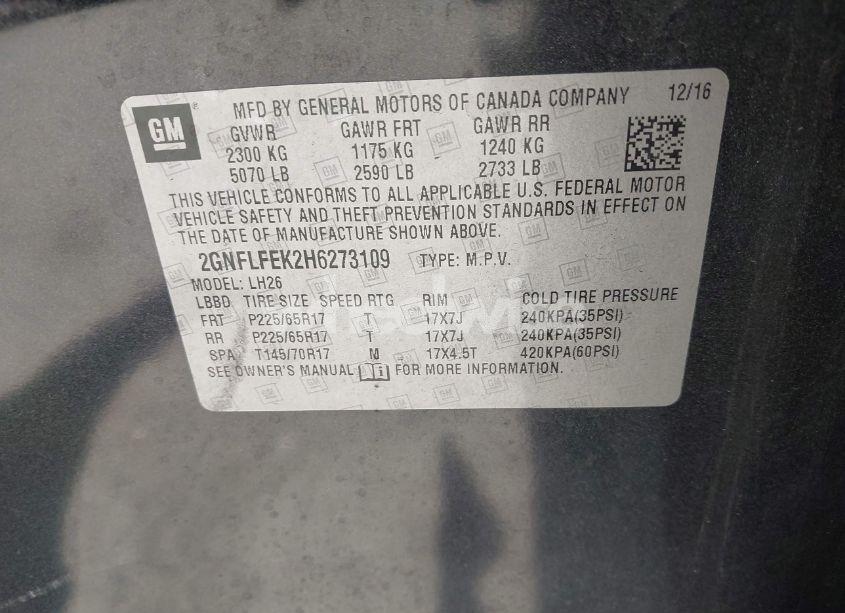 GM ® MFD BY GENERAL MOTORS OF CANADA COMPANY 12/16
GVWR GAWR FRT GAWR RR
2300 KG 1175 KG 1240 KG
5070 LB 2590 LB 2733 LB
THIS VEHICLE CONFORMS TO ALL APPLICABLE U.S. FEDERAL MOTOR
VEHICLE SAFETY AND THEFT PREVENTION STANDARDS IN EFFECT ON
THE DATE OF MANUFACTURE SHOWN ABOVE.
2GNFLFEK2H6273109 TYPE: M.P.V.
MODEL: LH26
LBBD TIRE SIZE SPEED RTG RIM COLD TIRE PRESSURE
FRT P225/65R17 T 17X7J 240KPA(35PSI)
RR P225/65R17 T 17X7J 240KPA(35PSI)
SPA T145/70R17 M 17X4.5T 420KPA(60PSI)
SEE OWNER'S MANUAL FOR MORE INFORMATION.